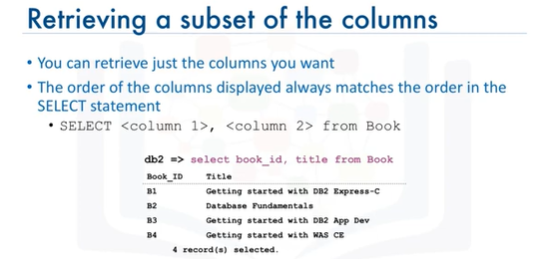 Retrieving a subset of the columns
• You can retrieve just the columns you want
• The order of the columns displayed always matches the order in the
SELECT statement
• SELECT <column 1>, <column 2> from Book
db2 => select book_id, title from Book
Book_ID Title
B1 Getting started with DB2 Express-C
B2 Database Fundamentals
B3 Getting started with DB2 App Dev
B4 Getting started with WAS CE
4 record(s) selected.